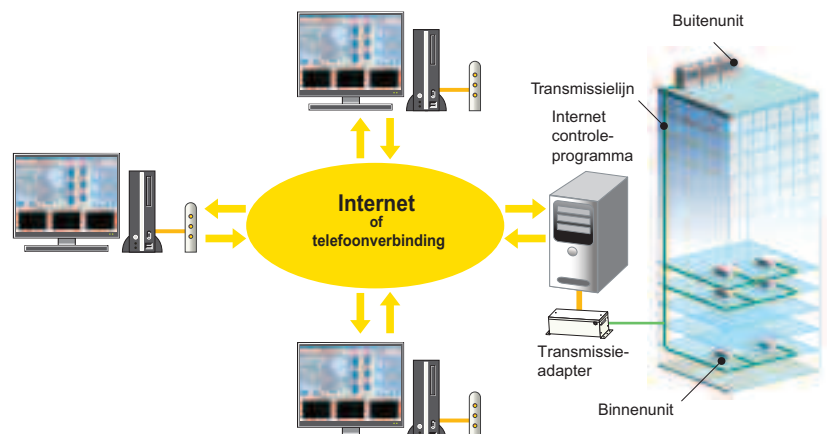 Buitenunit
Transmissielijn
Internet
controle-
programma
Internet
of
telefoonverbinding
Transmissie-
adapter
Binnenunit